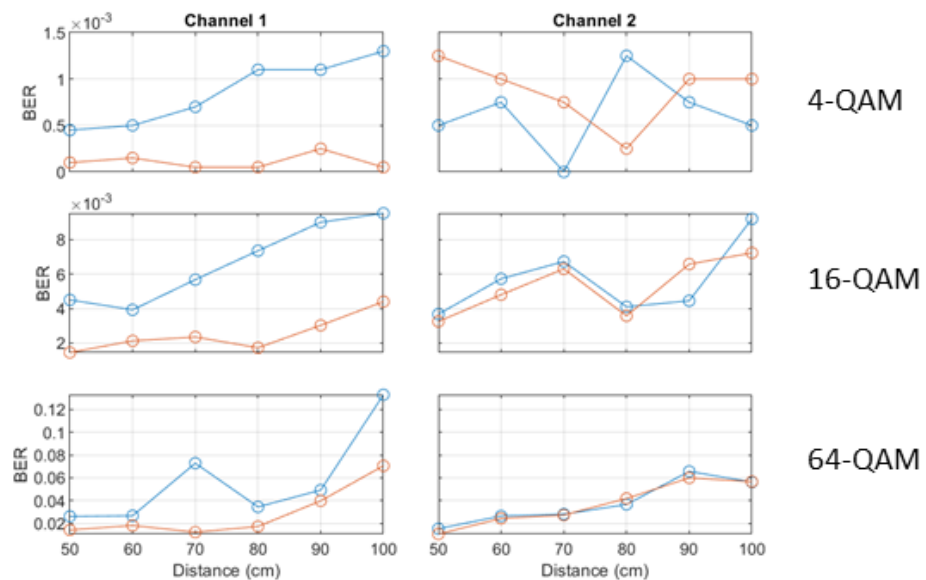 Channel 1
Channel 2
×10⁻³
1.5
1
0.5
0
BER
4-QAM
×10⁻³
8
6
4
2
BER
16-QAM
0.12
0.1
0.08
0.06
0.04
0.02
BER
64-QAM
50 60 70 80 90 100
50 60 70 80 90 100
Distance (cm)
Distance (cm)